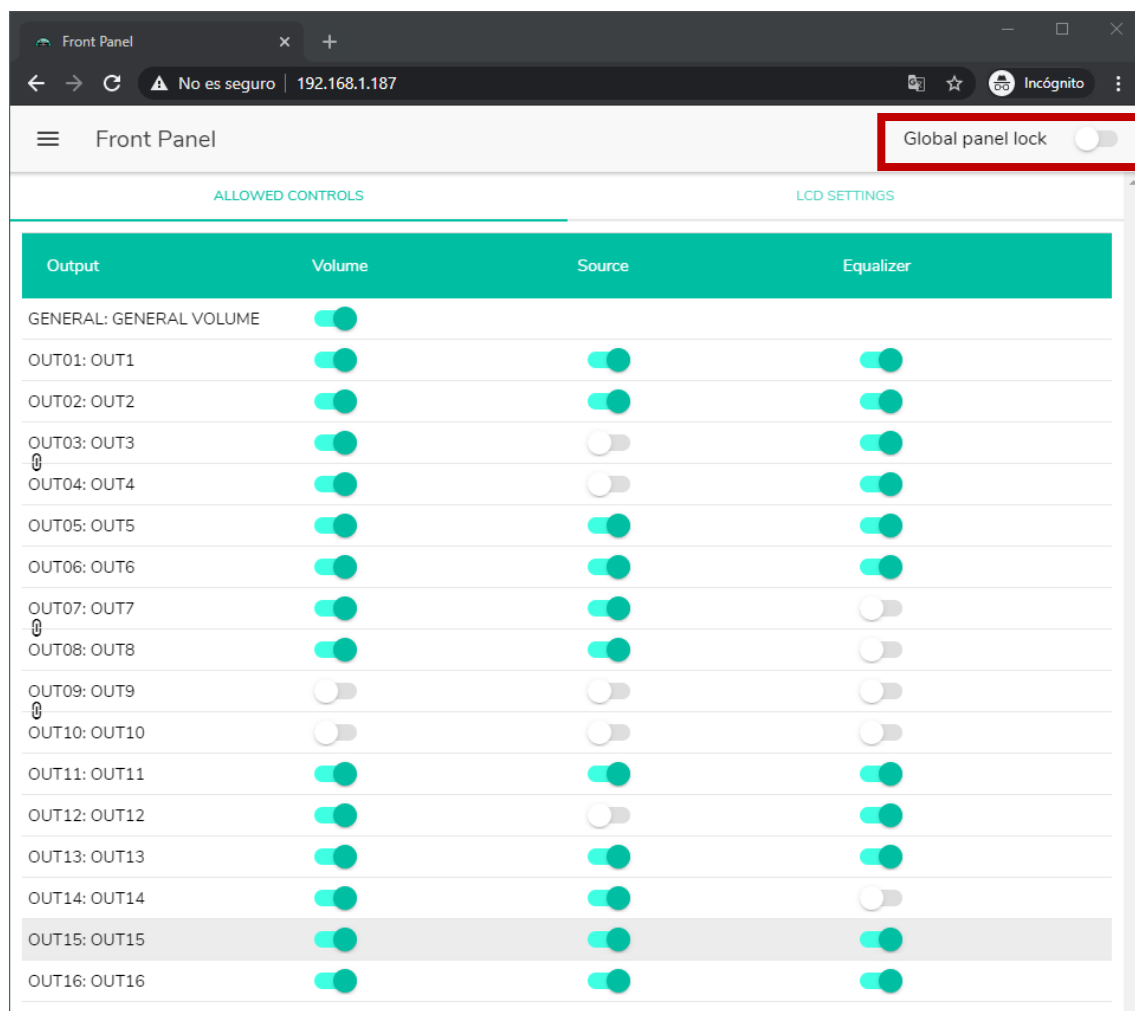 Front Panel
No es seguro | 192.168.1.187
Incógnito
Front Panel
Global panel lock
ALLOWED CONTROLS
LCD SETTINGS
Output Volume Source Equalizer
GENERAL: GENERAL VOLUME
OUT01: OUT1
OUT02: OUT2
OUT03: OUT3
OUT04: OUT4
OUT05: OUT5
OUT06: OUT6
OUT07: OUT7
OUT08: OUT8
OUT09: OUT9
OUT10: OUT10
OUT11: OUT11
OUT12: OUT12
OUT13: OUT13
OUT14: OUT14
OUT15: OUT15
OUT16: OUT16